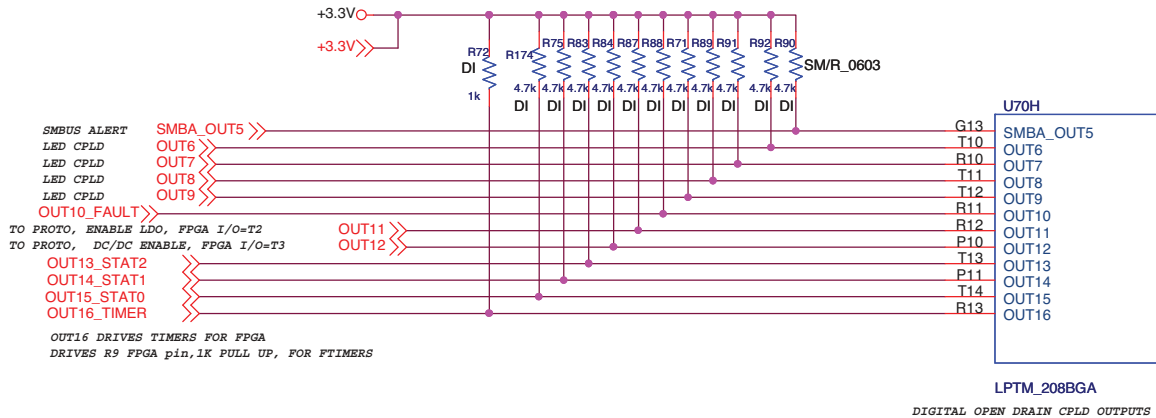 +3.3V
+3.3V
R72 R174 R75 R83 R84 R87 R88 R71 R89 R91 R92 R90
DI
SM/R_0603
1k 4.7k 4.7k 4.7k 4.7k 4.7k 4.7k 4.7k 4.7k 4.7k 4.7k 4.7k
DI DI DI DI DI DI DI DI DI DI DI
U70H
SMBUS ALERT SMBA_OUT5 G13 SMBA_OUT5
LED CPLD OUT6 T10 OUT6
LED CPLD OUT7 R10 OUT7
LED CPLD OUT8 T11 OUT8
LED CPLD OUT9 T12 OUT9
OUT10_FAULT R11 OUT10
TO PROTO, ENABLE LDO, FPGA I/O=T2 OUT11 R12 OUT11
TO PROTO, DC/DC ENABLE, FPGA I/O=T3 OUT12 P10 OUT12
OUT13_STAT2 T13 OUT13
OUT14_STAT1 P11 OUT14
OUT15_STAT0 T14 OUT15
OUT16_TIMER R13 OUT16
OUT16 DRIVES TIMERS FOR FPGA
DRIVES R9 FPGA pin,1K PULL UP, FOR FTIMERS
LPTM_208BGA
DIGITAL OPEN DRAIN CPLD OUTPUTS